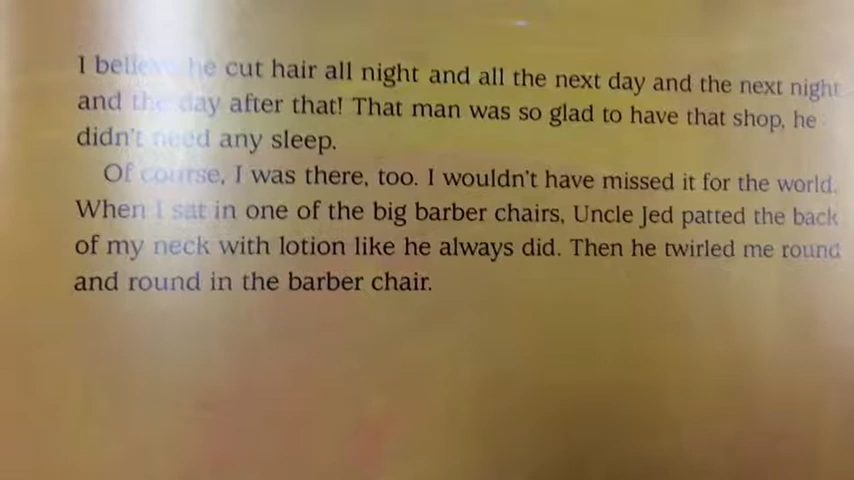 I believe he cut hair all night and all the next day and the next night
and the day after that! That man was so glad to have that shop, he
didn't need any sleep.
Of course, I was there, too. I wouldn't have missed it for the world.
When I sat in one of the big barber chairs, Uncle Jed patted the back
of my neck with lotion like he always did. Then he twirled me round
and round in the barber chair.